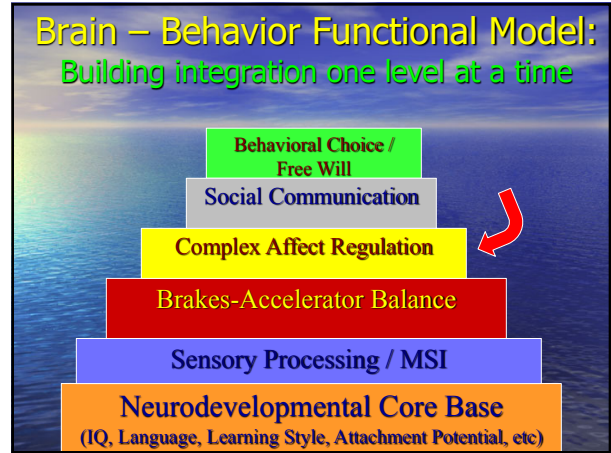 Brain – Behavior Functional Model:
Building integration one level at a time
Behavioral Choice /
Free Will
Social Communication
Complex Affect Regulation
Brakes-Accelerator Balance
Sensory Processing / MSI
Neurodevelopmental Core Base
(IQ, Language, Learning Style, Attachment Potential, etc)